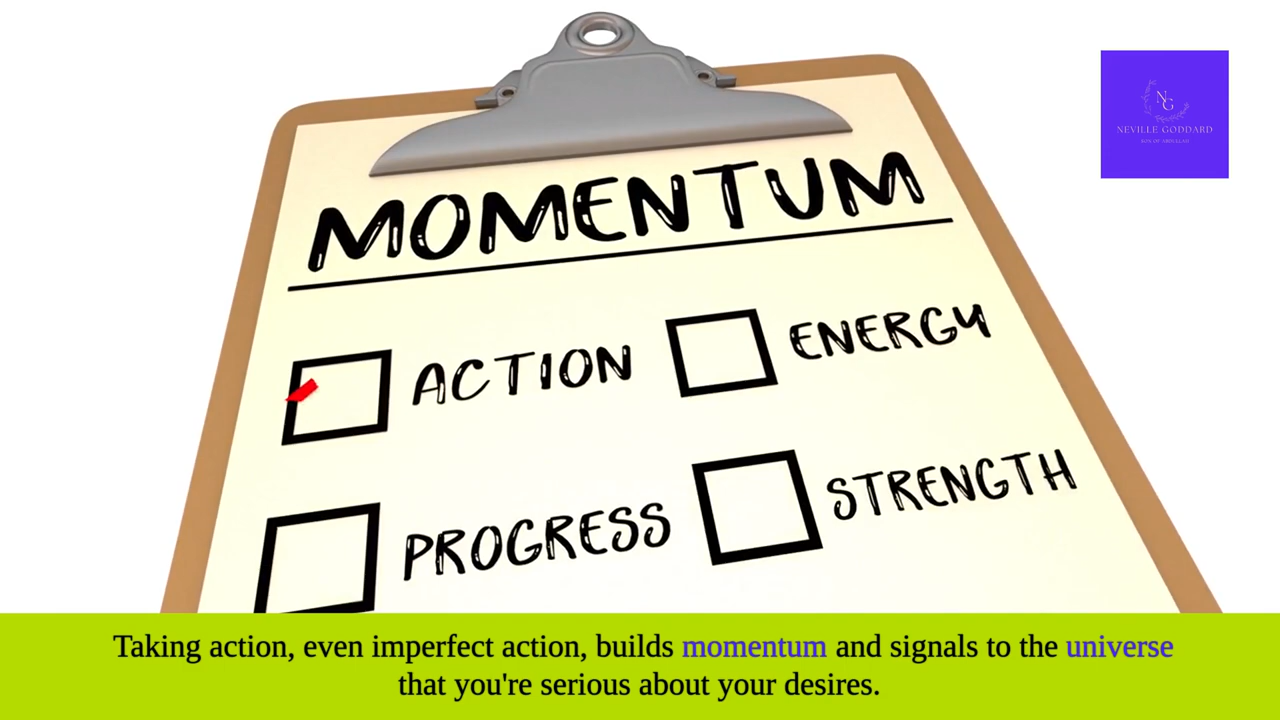 MOMENTUM
ACTION
ENERGY
PROGRESS
STRENGTH
NG
NEVILLE GODDARD
Taking action, even imperfect action, builds momentum and signals to the universe
that you're serious about your desires.